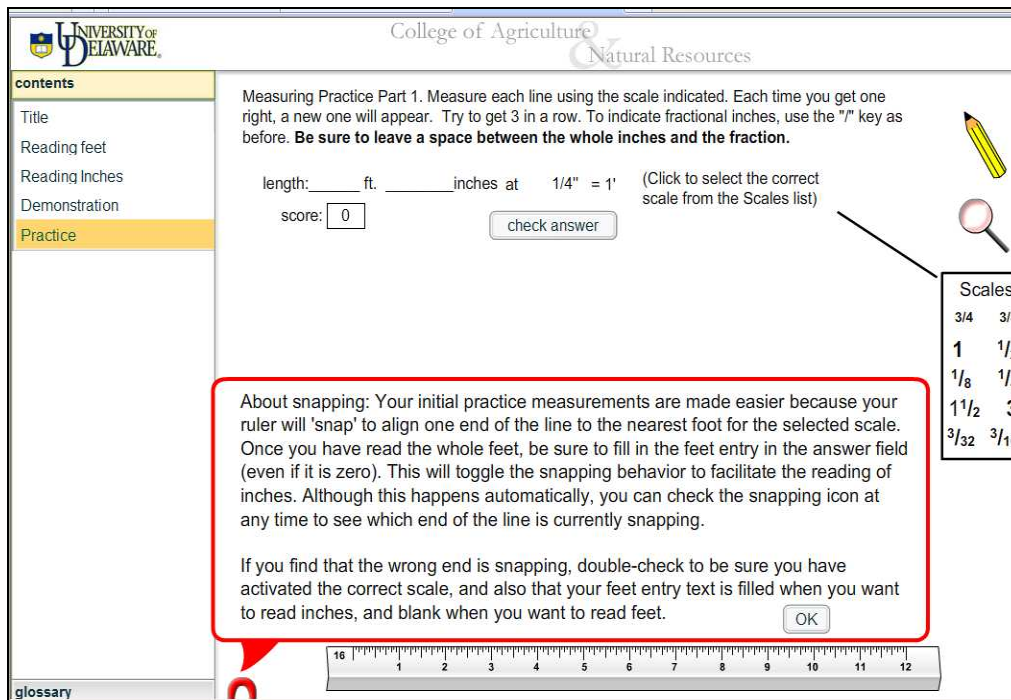 UNIVERSITY OF
DELAWARE.
College of Agriculture
&
Natural Resources
contents
Title
Reading feet
Reading Inches
Demonstration
Practice
Measuring Practice Part 1. Measure each line using the scale indicated. Each time you get one
right, a new one will appear. Try to get 3 in a row. To indicate fractional inches, use the "/" key as
before. Be sure to leave a space between the whole inches and the fraction.
length:______ ft. ________inches at 1/4" = 1' (Click to select the correct
scale from the Scales list)
score: 0
check answer
Scales
3/4
1
1/8
1 1/2
3/32
About snapping: Your initial practice measurements are made easier because your
ruler will 'snap' to align one end of the line to the nearest foot for the selected scale.
Once you have read the whole feet, be sure to fill in the feet entry in the answer field
(even if it is zero). This will toggle the snapping behavior to facilitate the reading of
inches. Although this happens automatically, you can check the snapping icon at
any time to see which end of the line is currently snapping.
If you find that the wrong end is snapping, double-check to be sure you have
activated the correct scale, and also that your feet entry text is filled when you want
to read inches, and blank when you want to read feet.
OK
16 1 2 3 4 5 6 7 8 9 10 11 12
glossary